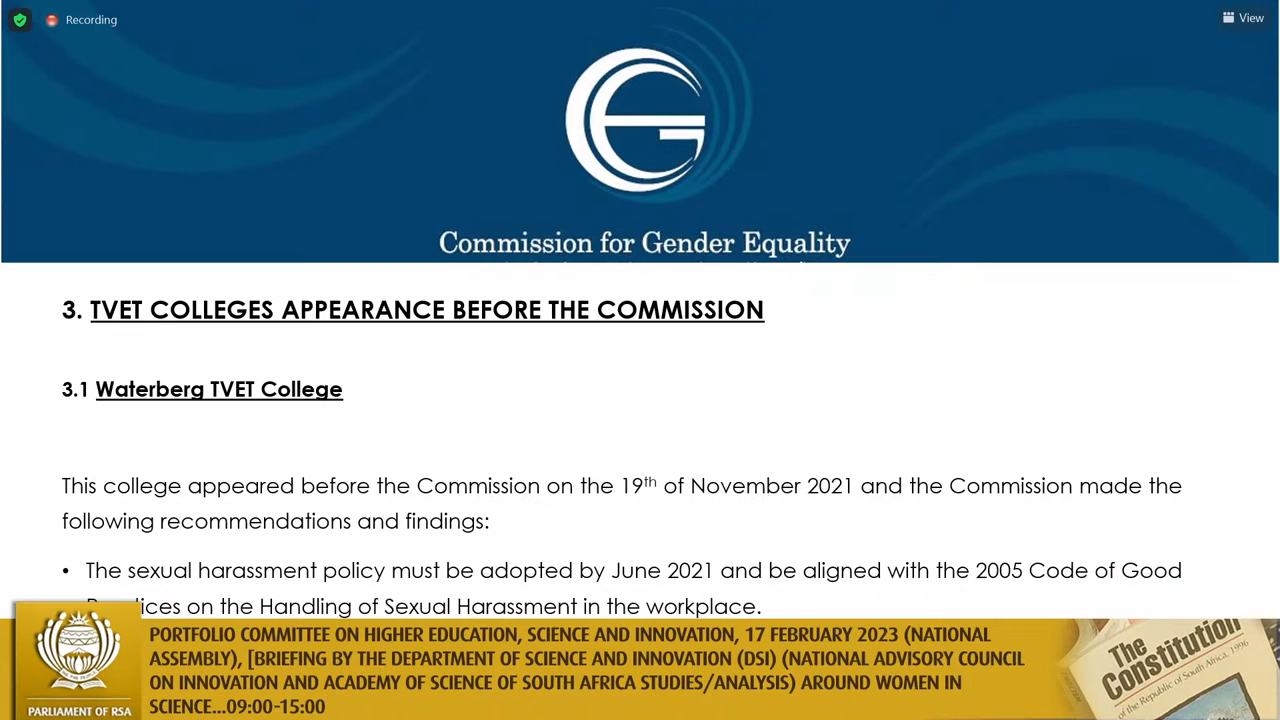 Recording
View
Commission for Gender Equality
3. TVET COLLEGES APPEARANCE BEFORE THE COMMISSION
3.1 Waterberg TVET College
This college appeared before the Commission on the 19th of November 2021 and the Commission made the
following recommendations and findings:
• The sexual harassment policy must be adopted by June 2021 and be aligned with the 2005 Code of Good
Practices on the Handling of Sexual Harassment in the workplace.
PORTFOLIO COMMITTEE ON HIGHER EDUCATION, SCIENCE AND INNOVATION, 17 FEBRUARY 2023 (NATIONAL
ASSEMBLY), [BRIEFING BY THE DEPARTMENT OF SCIENCE AND INNOVATION (DSI) (NATIONAL ADVISORY COUNCIL
ON INNOVATION AND ACADEMY OF SCIENCE OF SOUTH AFRICA STUDIES/ANALYSIS) AROUND WOMEN IN
SCIENCE...09:00-15:00
PARLIAMENT OF RSA
The
Constitution
of the Republic of South Africa, 1996